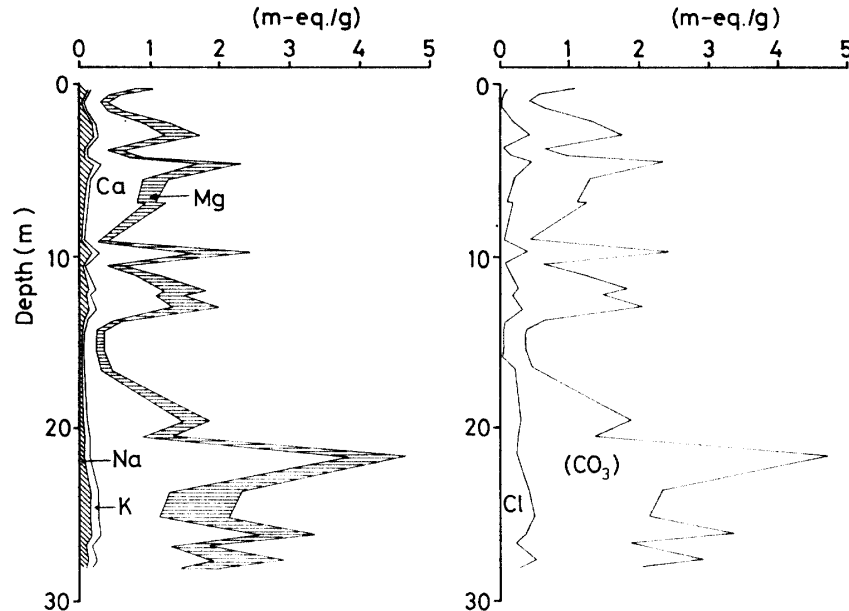 (m-eq./g) (m-eq./g)
0 1 2 3 4 5 0 1 2 3 4 5
0 0
Ca
Mg
10 10
Depth (m)
20 20
Na
(CO₃)
K
Cl
30 30